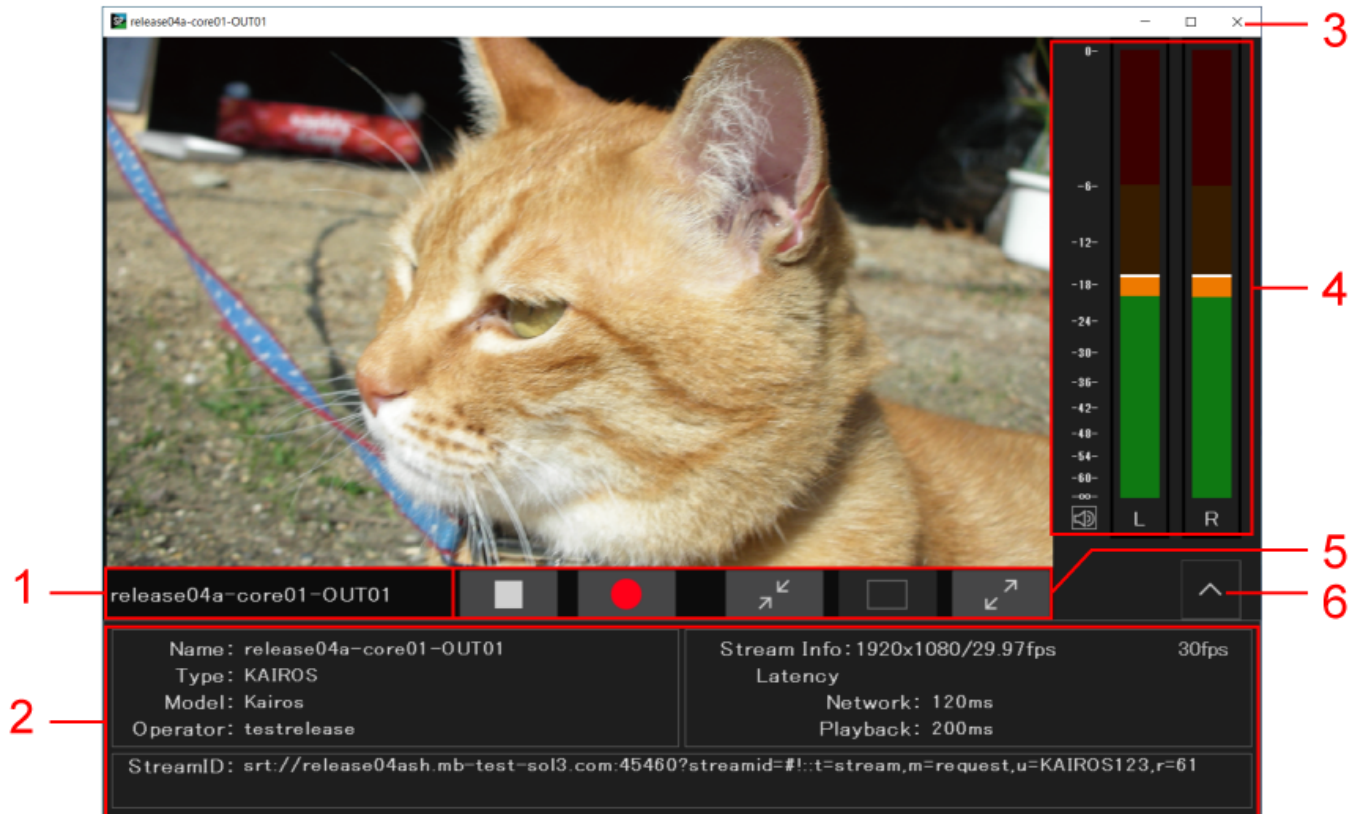 release04a-core01-OUT01
3
0-
-6-
-12-
-18-
4
-24-
-30-
-36-
-42-
-48-
-54-
-60-
-∞-
L R
5
1
release04a-core01-OUT01
6
Name: release04a-core01-OUT01
Type: KAIROS
Model: Kairos
Operator: testrelease
Stream Info: 1920x1080/29.97fps 30fps
Latency
Network: 120ms
Playback: 200ms
2
StreamID: srt://release04ash.mb-test-sol3.com:45460?streamid=#!::t=stream,m=request,u=KAIROS123,r=61